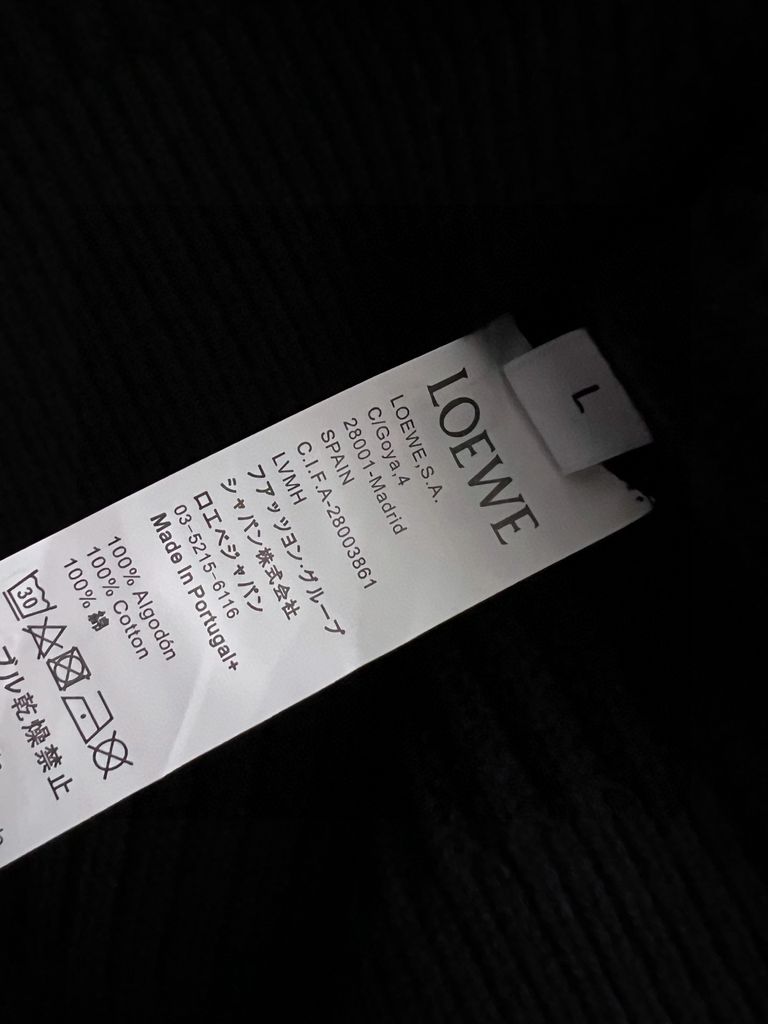 L
LOEWE
LOEWE,S.A.
C/Goya,4
28001-Madrid
SPAIN
C.I.F.A-28003861
LVMH
ファッション·グループ
ジャパン株式会社
ロエベジャパン
03-5215-6116
Made In Portugal+
100% Algodón
100% Cotton
100% 綿
30
ブル乾燥禁止